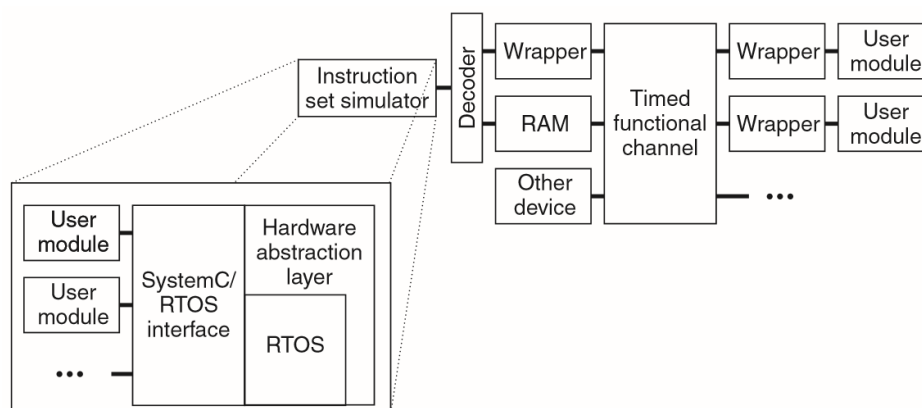 Instruction
set simulator
Decoder
Wrapper
RAM
Other
device
Timed
functional
channel
Wrapper
User
module
Wrapper
User
module
...
User
module
User
module
...
SystemC/
RTOS
interface
Hardware
abstraction
layer
RTOS